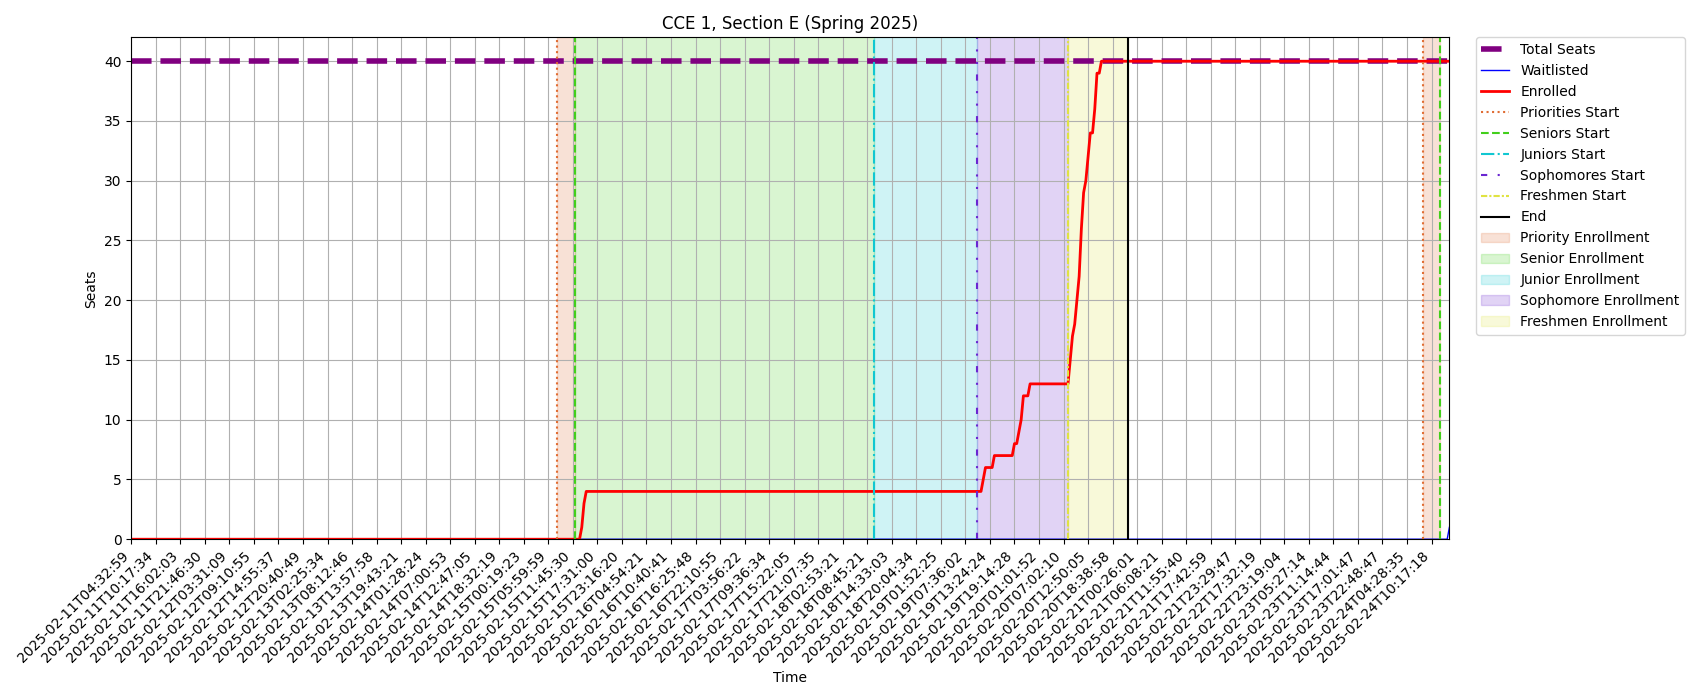 CCE 1, Section E (Spring 2025)
Seats
40
35
30
25
20
15
10
5
0
2025-02-11T04:32:59
2025-02-11T10:17:34
2025-02-11T16:02:03
2025-02-11T21:46:30
2025-02-12T03:31:09
2025-02-12T09:10:55
2025-02-12T14:55:37
2025-02-12T20:40:49
2025-02-13T02:25:34
2025-02-13T08:12:46
2025-02-13T13:57:58
2025-02-13T19:43:21
2025-02-14T01:28:24
2025-02-14T07:00:53
2025-02-14T12:47:05
2025-02-14T18:32:19
2025-02-15T00:19:23
2025-02-15T05:59:59
2025-02-15T11:45:30
2025-02-15T17:31:00
2025-02-15T23:16:20
2025-02-16T04:54:21
2025-02-16T10:40:41
2025-02-16T16:25:48
2025-02-16T22:10:55
2025-02-17T03:56:22
2025-02-17T09:36:34
2025-02-17T15:22:05
2025-02-17T21:07:35
2025-02-18T02:53:21
2025-02-18T08:45:21
2025-02-18T14:33:03
2025-02-18T20:04:34
2025-02-19T01:52:25
2025-02-19T07:36:02
2025-02-19T13:24:24
2025-02-19T19:14:28
2025-02-20T01:01:52
2025-02-20T07:02:10
2025-02-20T12:50:05
2025-02-20T18:38:58
2025-02-21T00:26:01
2025-02-21T06:08:21
2025-02-21T11:55:40
2025-02-21T17:42:59
2025-02-21T23:29:47
2025-02-22T17:32:19
2025-02-22T23:19:04
2025-02-23T05:27:14
2025-02-23T11:14:44
2025-02-23T17:01:47
2025-02-23T22:48:47
2025-02-24T04:28:35
2025-02-24T10:17:18
Time
Total Seats
Waitlisted
Enrolled
Priorities Start
Seniors Start
Juniors Start
Sophomores Start
Freshmen Start
End
Priority Enrollment
Senior Enrollment
Junior Enrollment
Sophomore Enrollment
Freshmen Enrollment